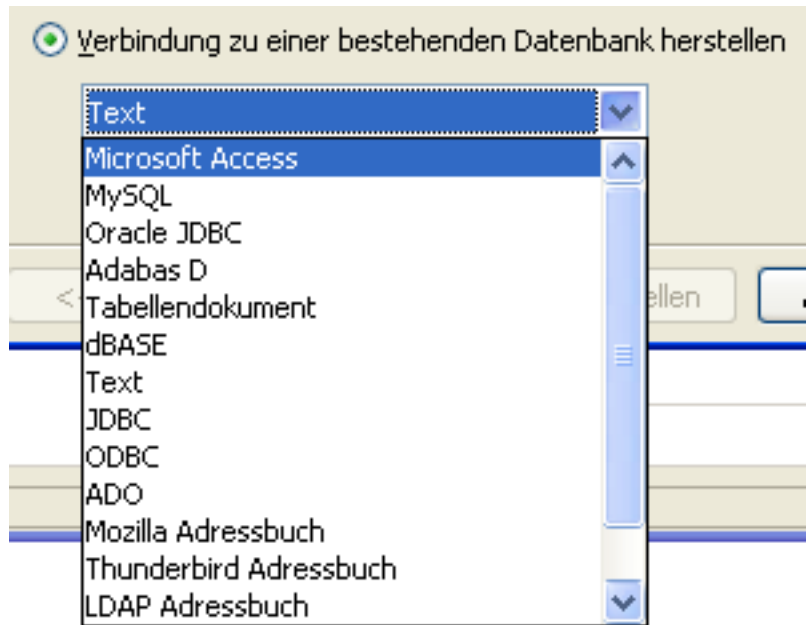 Verbindung zu einer bestehenden Datenbank herstellen
Text
Microsoft Access
MySQL
Oracle JDBC
Adabas D
Tabellendokument
dBASE
Text
JDBC
ODBC
ADO
Mozilla Adressbuch
Thunderbird Adressbuch
LDAP Adressbuch